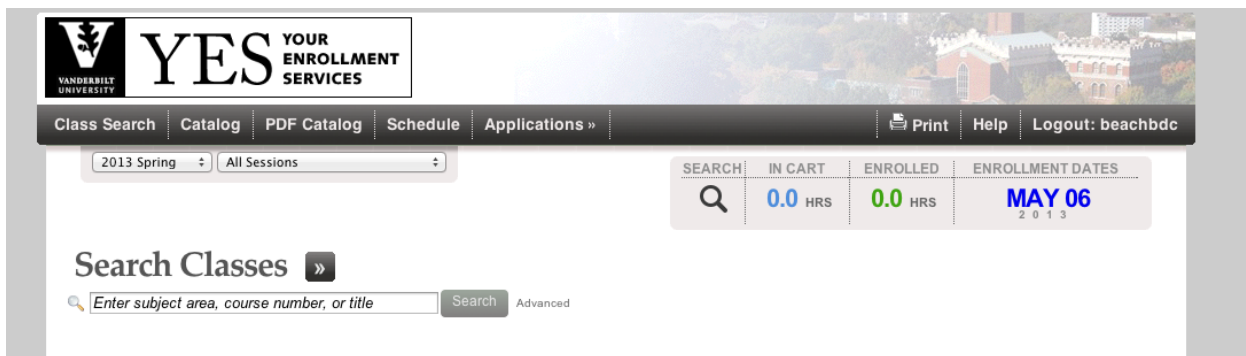 VANDERBILT
UNIVERSITY
YES
YOUR
ENROLLMENT
SERVICES
Class Search Catalog PDF Catalog Schedule Applications » Print Help Logout: beachbdc
2013 Spring All Sessions
SEARCH IN CART ENROLLED ENROLLMENT DATES
0.0 HRS 0.0 HRS MAY 06
2013
Search Classes »
Enter subject area, course number, or title Search Advanced